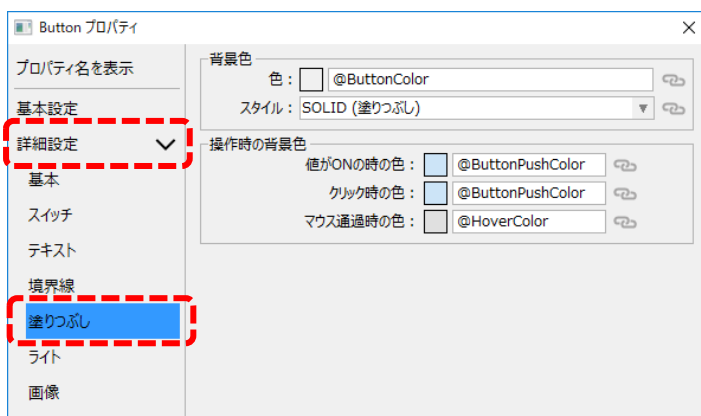 Button プロパティ
プロパティ名を表示
基本設定
詳細設定
基本
スイッチ
テキスト
境界線
塗りつぶし
ライト
画像
背景色
色： @ButtonColor
スタイル： SOLID (塗りつぶし)
操作時の背景色
値がONの時の色： @ButtonPushColor
クリック時の色： @ButtonPushColor
マウス通過時の色： @HoverColor